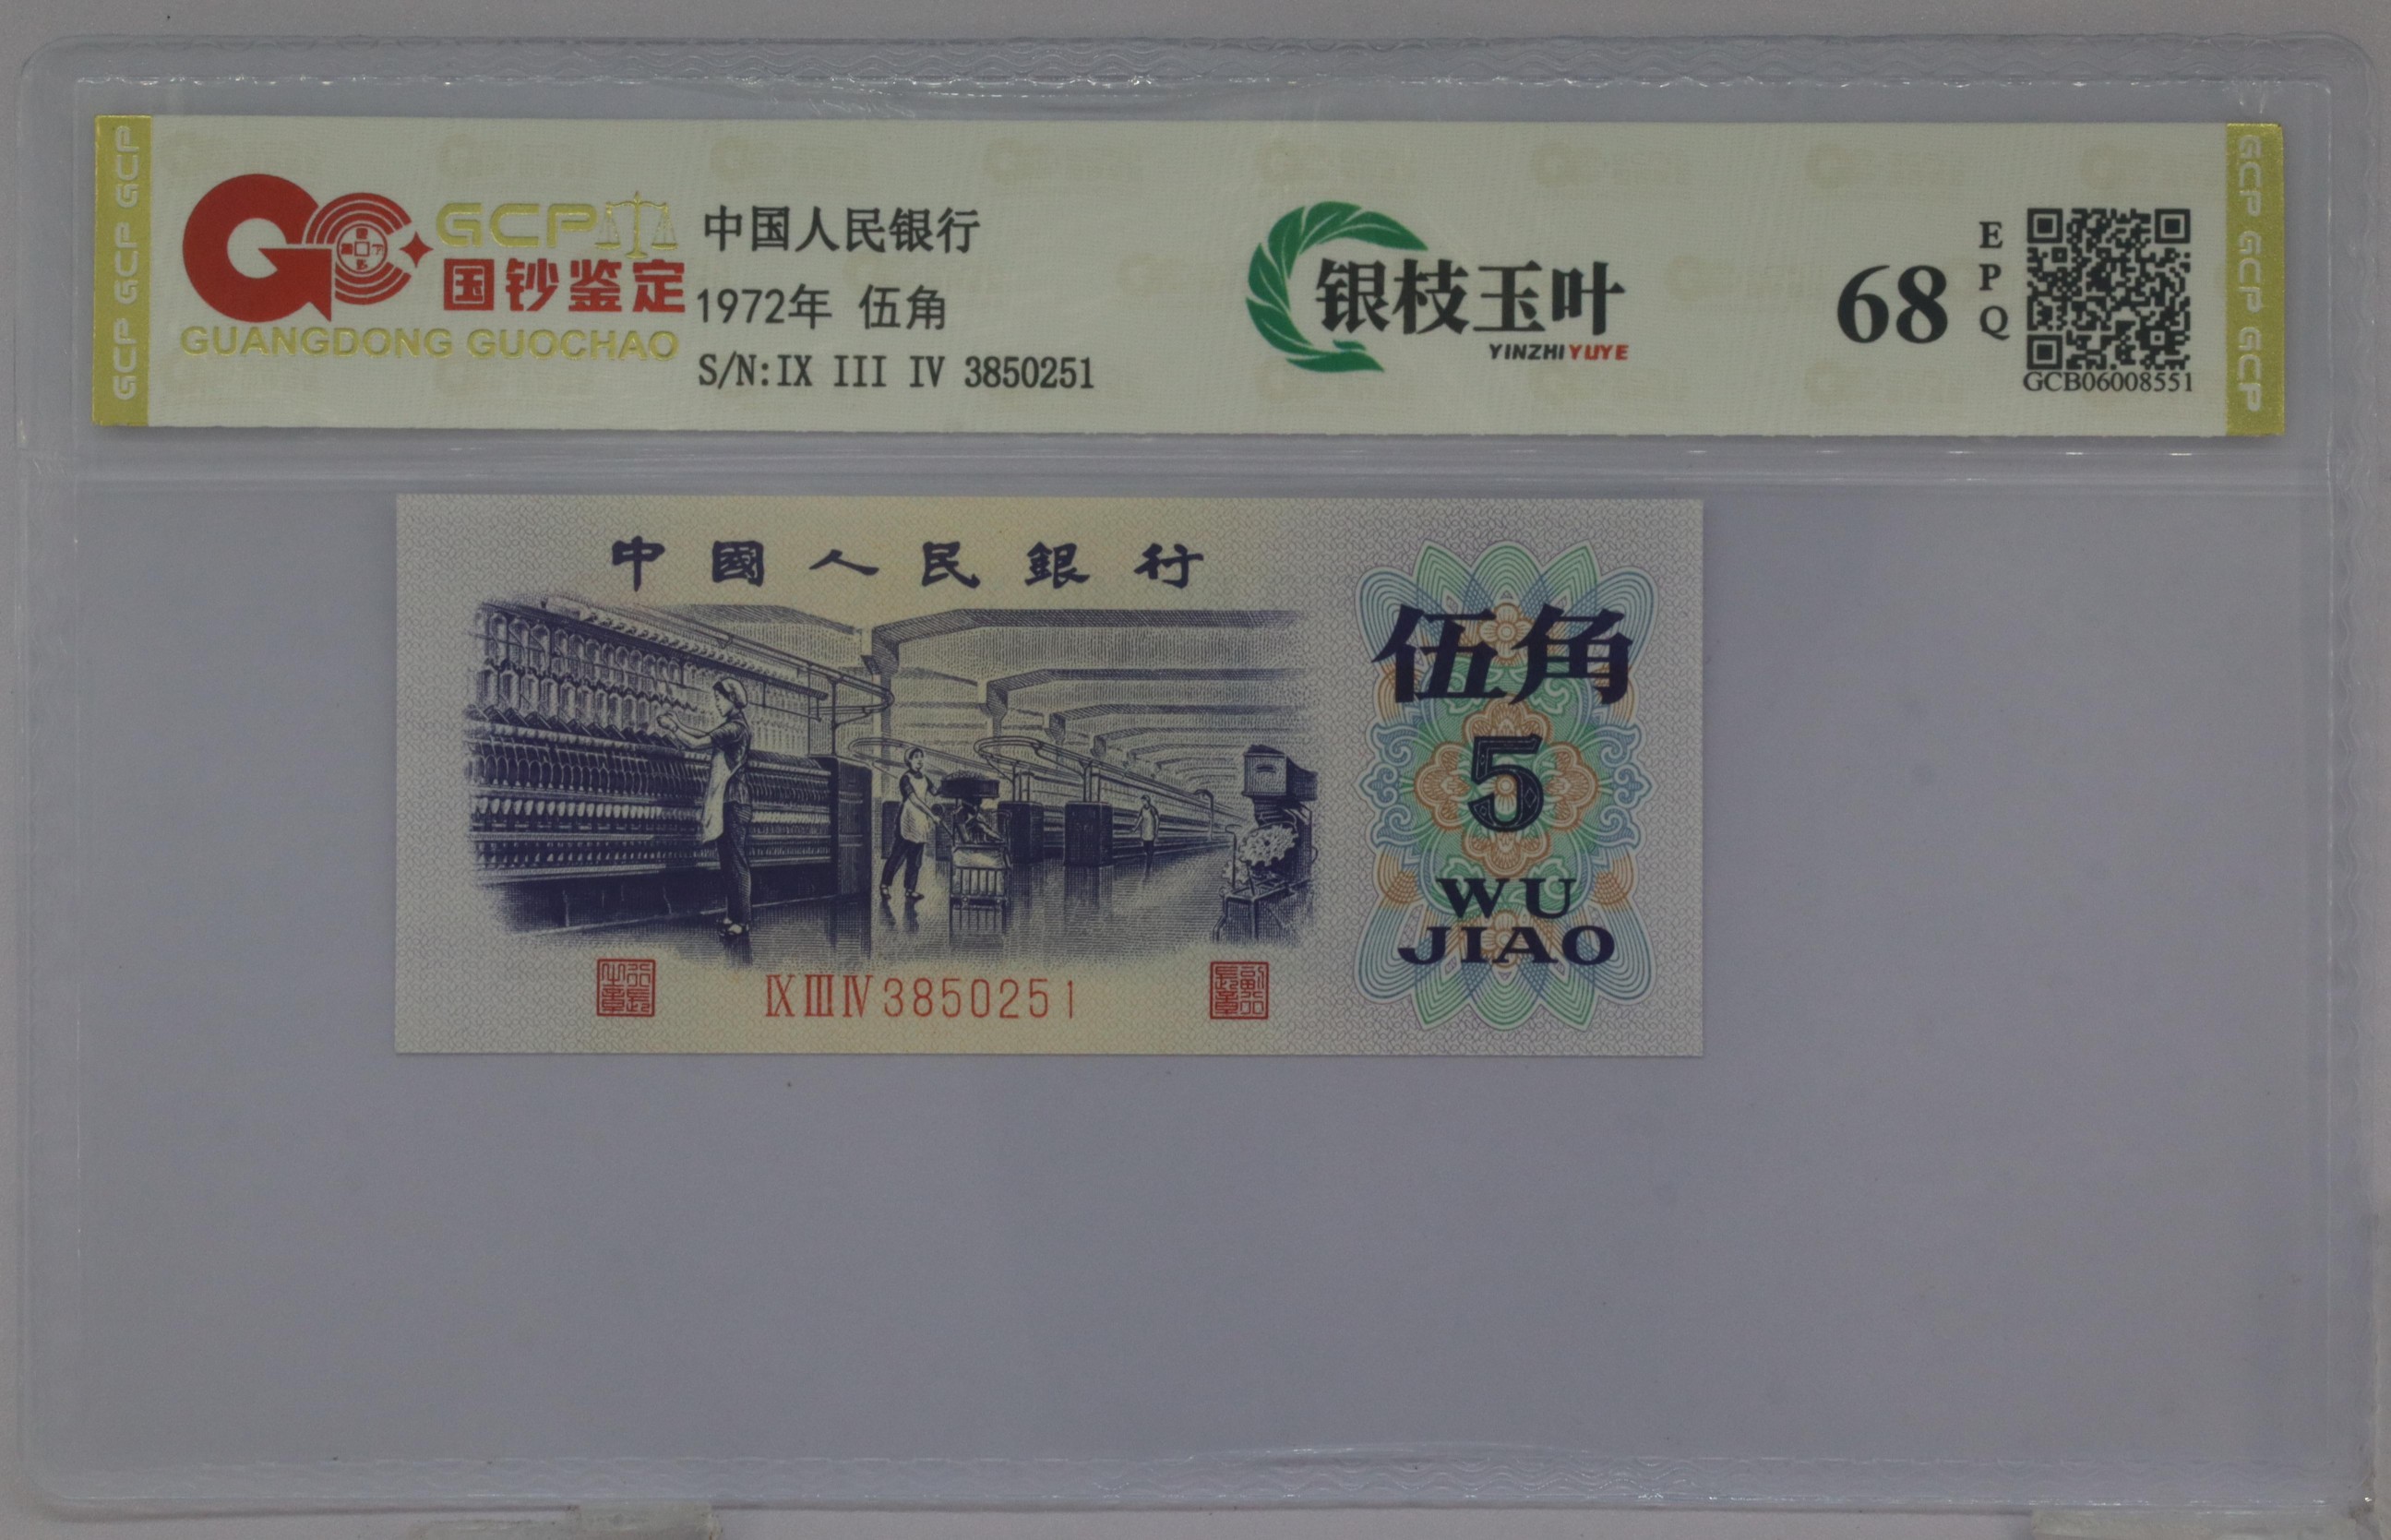 GCP GCP GCP
GCP
国钞鉴定
GUANGDONG GUOCHAO
中国人民银行
1972年 伍角
S/N:IX III IV 3850251
银枝玉叶
YINZHIYUYE
68
EPQ
GCB06008551
GCP GCP GCP
中國人民銀行
伍角
5
WU
JIAO
ⅨⅢⅣ3850251